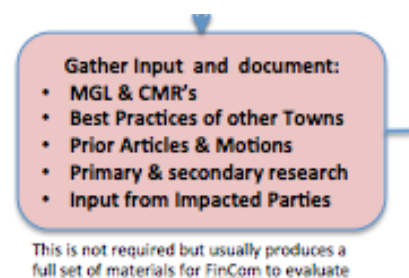 Gather Input and document:
• MGL & CMR's
• Best Practices of other Towns
• Prior Articles & Motions
• Primary & secondary research
• Input from Impacted Parties
This is not required but usually produces a
full set of materials for FinCom to evaluate